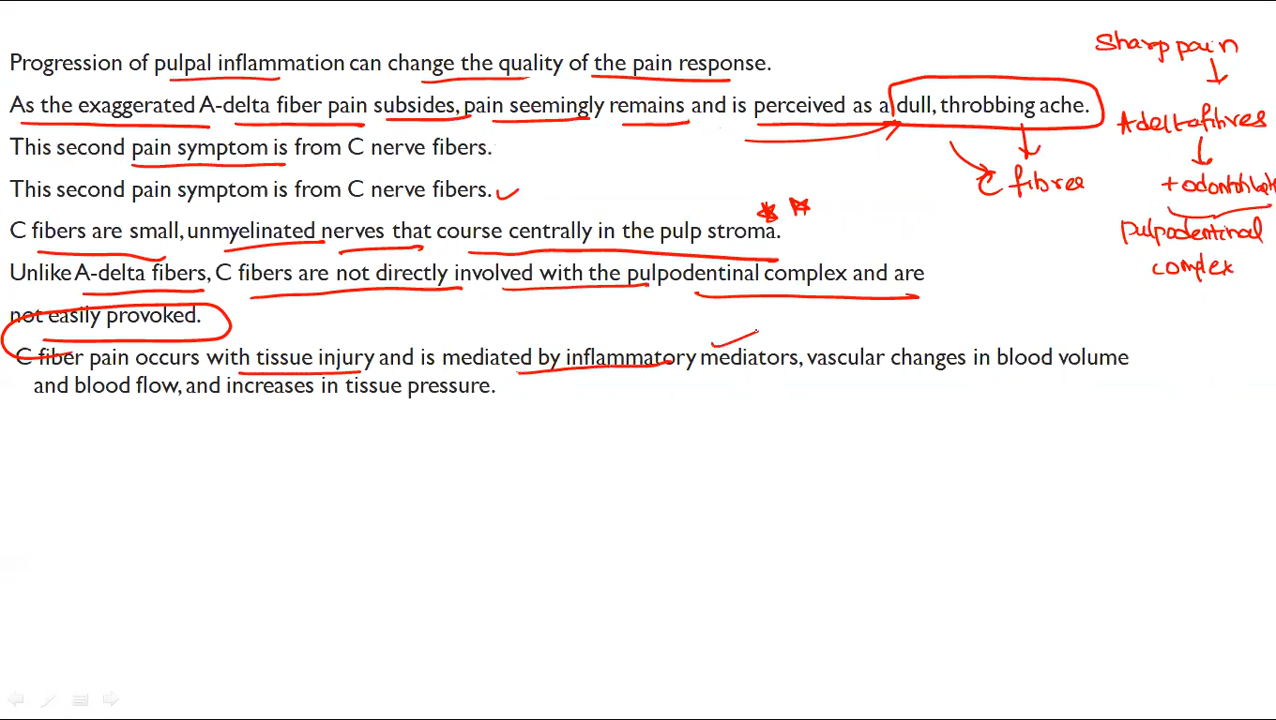 Progression of pulpal inflammation can change the quality of the pain response.
As the exaggerated A-delta fiber pain subsides, pain seemingly remains and is perceived as a dull, throbbing ache.
This second pain symptom is from C nerve fibers.
This second pain symptom is from C nerve fibers.
C fibers are small, unmyelinated nerves that course centrally in the pulp stroma.
Unlike A-delta fibers, C fibers are not directly involved with the pulpodentinal complex and are
not easily provoked.
C fiber pain occurs with tissue injury and is mediated by inflammatory mediators, vascular changes in blood volume
and blood flow, and increases in tissue pressure.
Sharp pain
A delta fibres
C fibres
+
pulpodentinal
complex